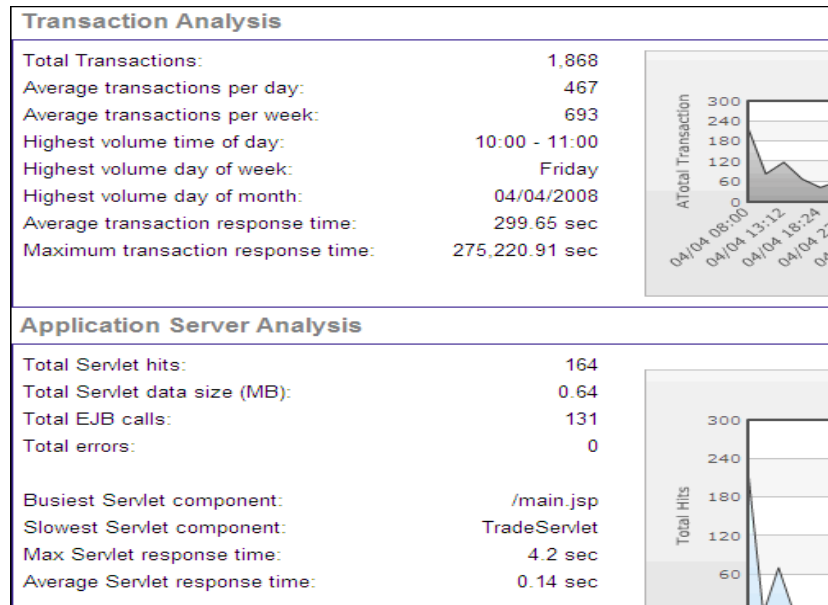 Transaction Analysis
Total Transactions: 1,868
Average transactions per day: 467
Average transactions per week: 693
Highest volume time of day: 10:00 - 11:00
Highest volume day of week: Friday
Highest volume day of month: 04/04/2008
Average transaction response time: 299.65 sec
Maximum transaction response time: 275,220.91 sec
ATotal Transaction
300
240
180
120
60
0
04/04 08:00
04/04 13:12
04/04 18:24
Application Server Analysis
Total Servlet hits: 164
Total Servlet data size (MB): 0.64
Total EJB calls: 131
Total errors: 0
Busiest Servlet component: /main.jsp
Slowest Servlet component: TradeServlet
Max Servlet response time: 4.2 sec
Average Servlet response time: 0.14 sec
Total Hits
300
240
180
120
60